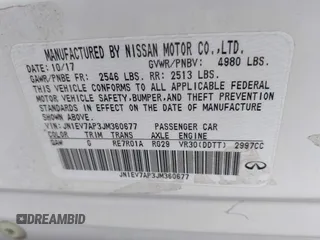 MANUFACTURED BY NISSAN MOTOR CO.,LTD.
DATE: 10/17 GVWR/PNBV: 4980 LBS.
GAWR/PNBE FR: 2546 LBS. RR: 2513 LBS.
THIS VEHICLE CONFORMS TO ALL APPLICABLE FEDERAL
MOTOR VEHICLE SAFETY,BUMPER,AND THEFT PREVENTION
STANDARDS IN EFFECT ON THE DATE OF MANUFACTURE
SHOWN ABOVE.
VIN: JN1EV7AP3JM360677 PASSENGER CAR
COLOR TRIM TRANS AXLE ENGINE
QAW 0 RE7R01A RG29 VR30(DDTT) 2997CC
JN1EV7AP3JM360677
INFINITI
© DREAMBID